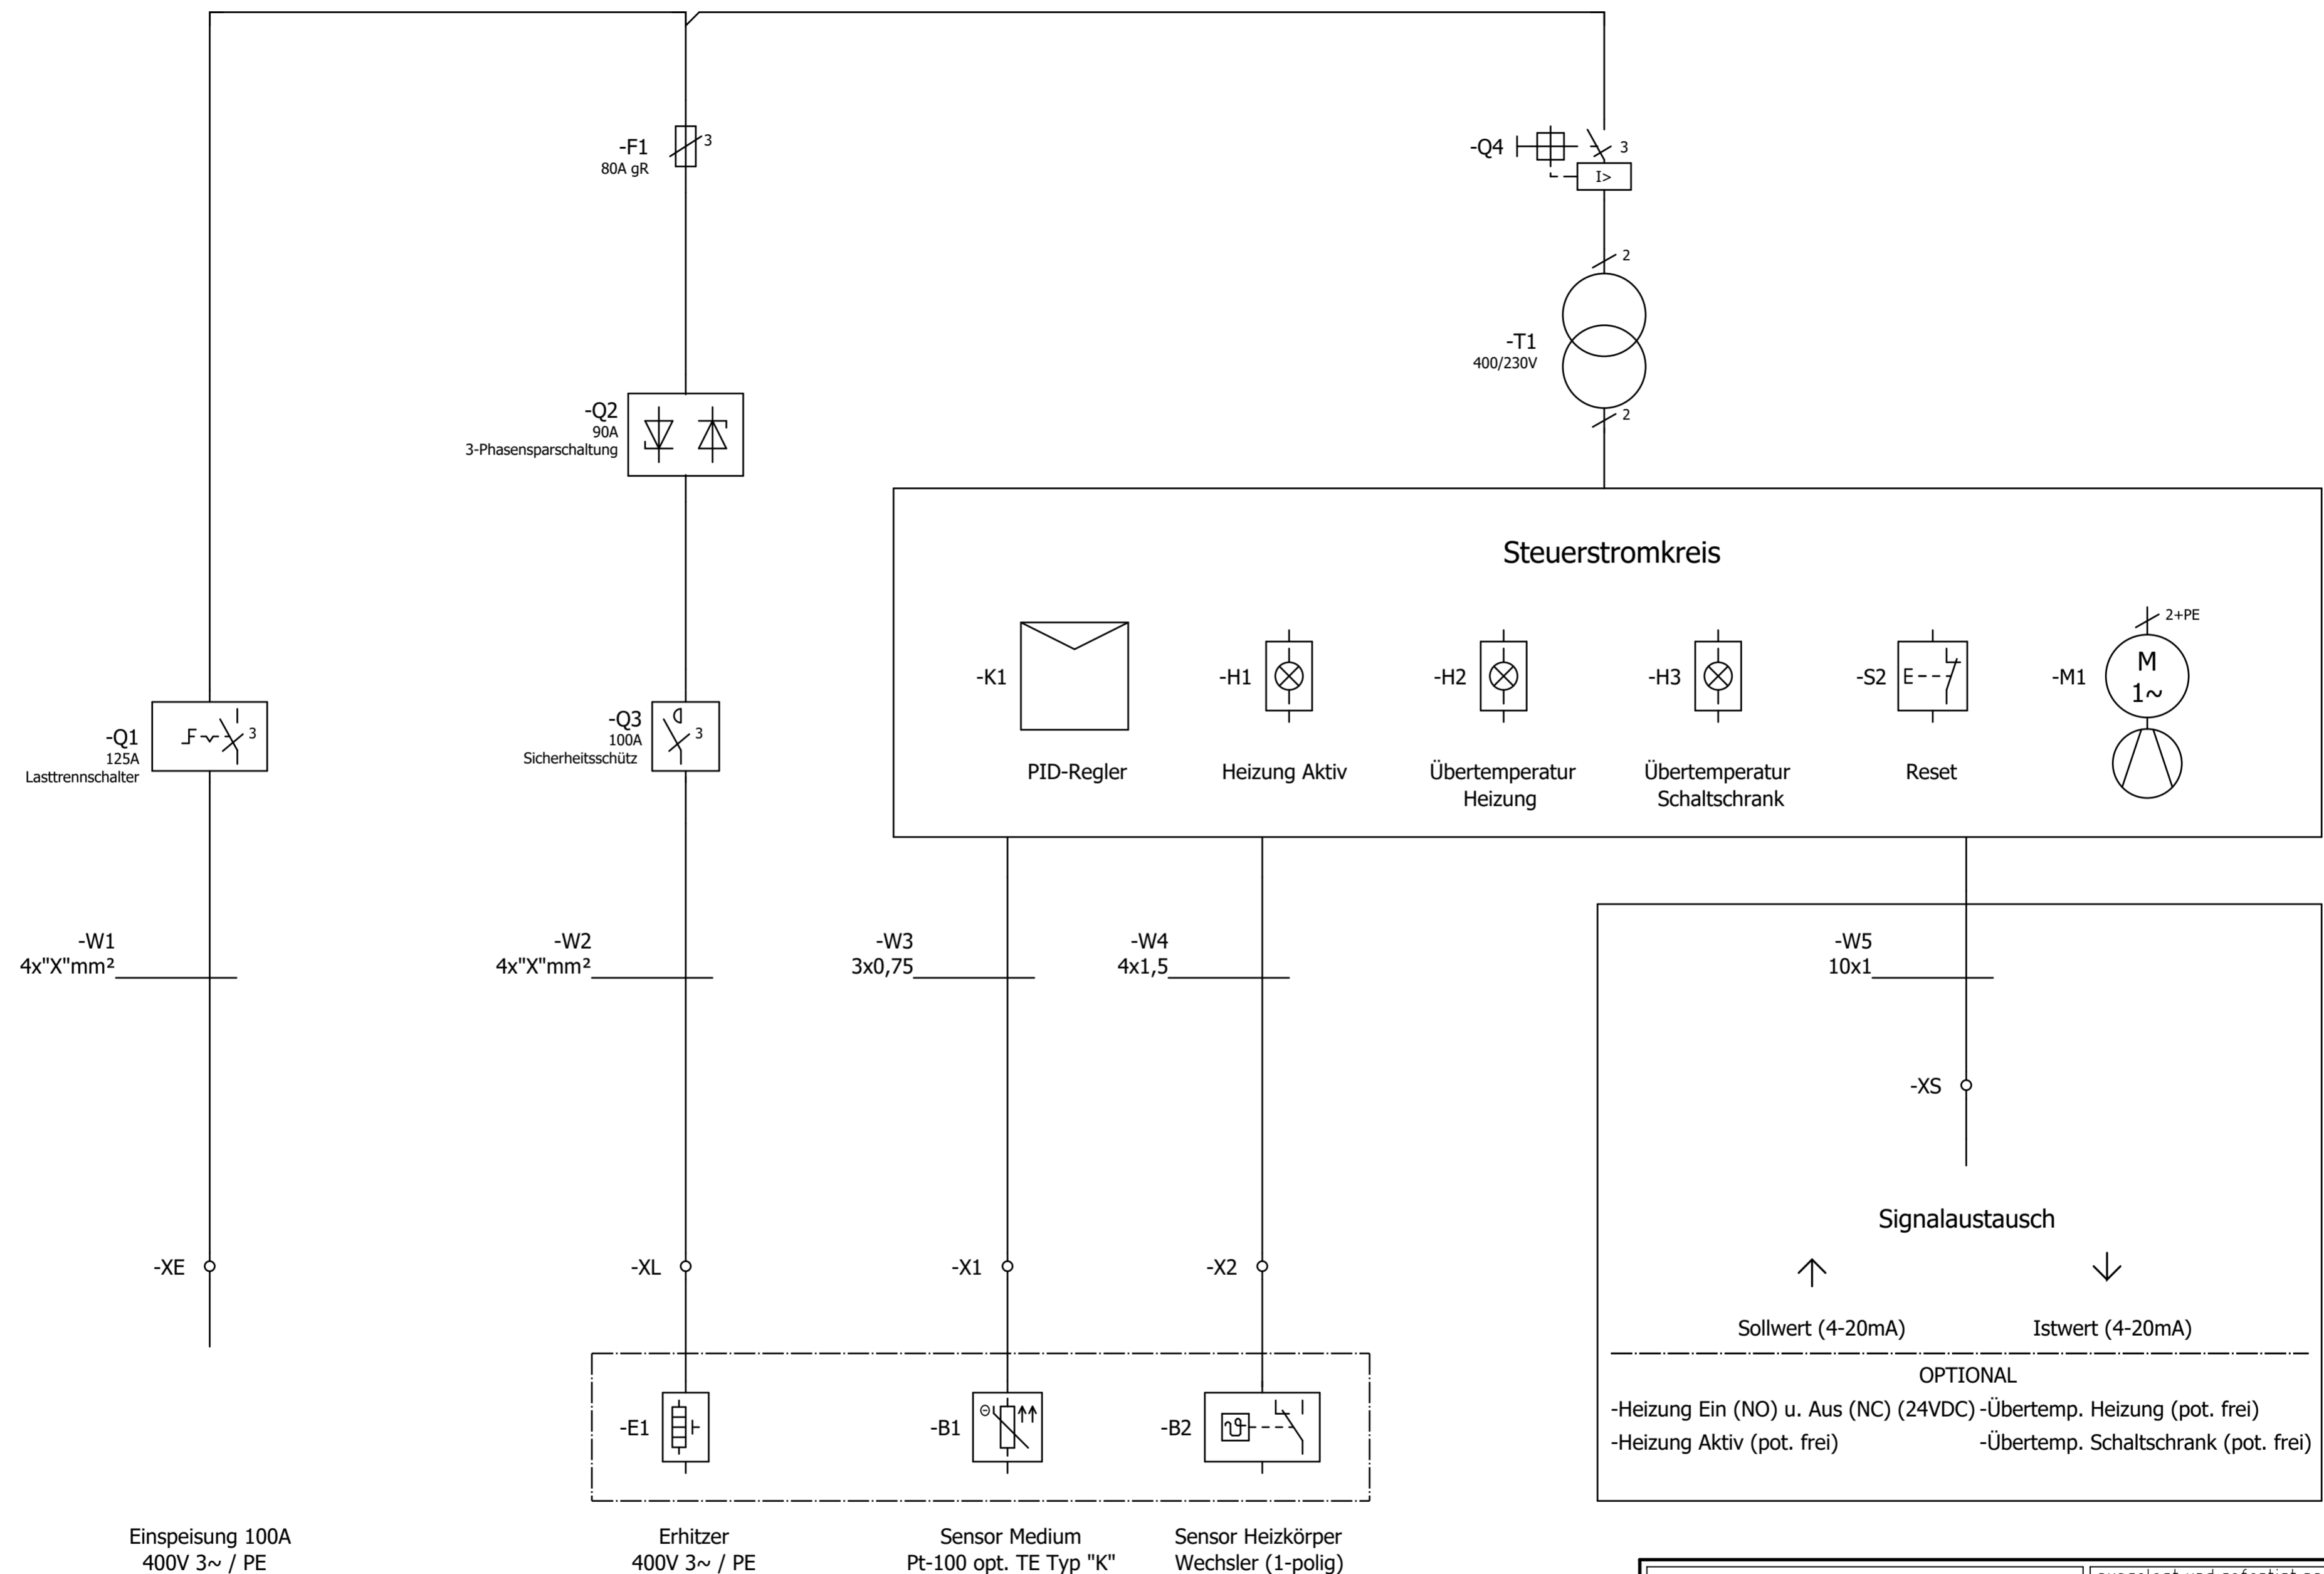 -F1
80A gR
3
-Q4
3
I>
2
-T1
400/230V
2
-Q2
90A
3-Phasensparschaltung
Steuerstromkreis
-K1
PID-Regler
-H1
Heizung Aktiv
-H2
Übertemperatur
Heizung
-H3
Übertemperatur
Schaltschrank
-S2
E
Reset
-M1
2+PE
M
1~
-Q1
125A
Lasttrennschalter
3
-Q3
100A
Sicherheitsschütz
3
-W1
4x"X"mm²
-W2
4x"X"mm²
-W3
3x0,75
-W4
4x1,5
-W5
10x1
-XS
Signalaustausch
Sollwert (4-20mA)
Istwert (4-20mA)
OPTIONAL
-Heizung Ein (NO) u. Aus (NC) (24VDC)
-Übertemp. Heizung (pot. frei)
-Heizung Aktiv (pot. frei)
-Übertemp. Schaltschrank (pot. frei)
-XE
-XL
-X1
-X2
-E1
-B1
-B2
ϑ
Einspeisung 100A
400V 3~ / PE
Erhitzer
400V 3~ / PE
Sensor Medium
Pt-100 opt. TE Typ "K"
Sensor Heizkörper
Wechsler (1-polig)